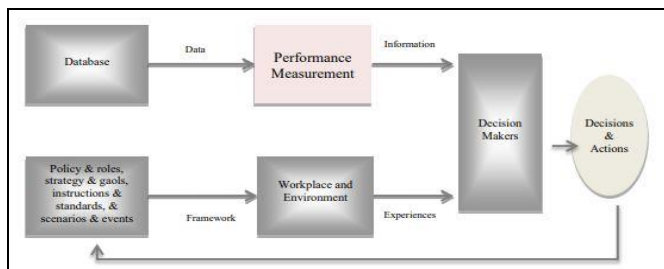 Database
Data
Performance
Measurement
Information
Decision
Makers
Decisions
&
Actions
Policy & roles,
strategy & gaols,
instructions &
standards, &
scenarios & events
Framework
Workplace and
Environment
Experiences